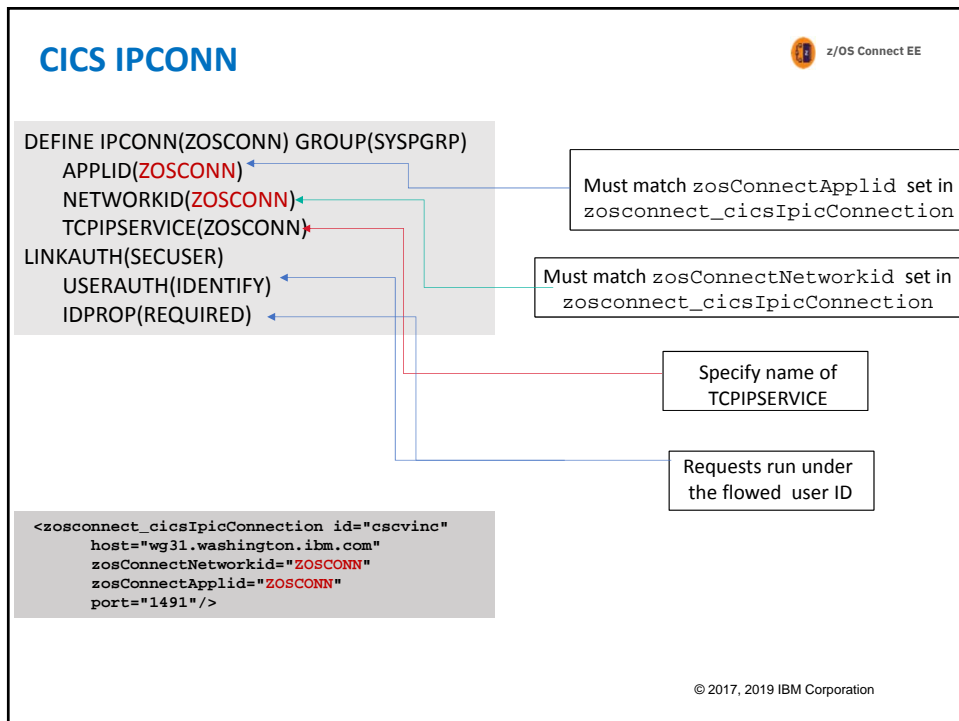 CICS IPCONN
z/OS Connect EE
DEFINE IPCONN(ZOSCONN) GROUP(SYSPGRP)
APPLID(ZOSCONN)
NETWORKID(ZOSCONN)
TCPIPSERVICE(ZOSCONN)
LINKAUTH(SECUSER)
USERAUTH(IDENTIFY)
IDPROP(REQUIRED)
Must match zosConnectApplid set in
zosconnect_cicsIpicConnection
Must match zosConnectNetworkid set in
zosconnect_cicsIpicConnection
Specify name of
TCPIPSERVICE
Requests run under
the flowed user ID
<zosconnect_cicsIpicConnection id="cscvinc"
host="wg31.washington.ibm.com"
zosConnectNetworkid="ZOSCONN"
zosConnectApplid="ZOSCONN"
port="1491"/>
© 2017, 2019 IBM Corporation